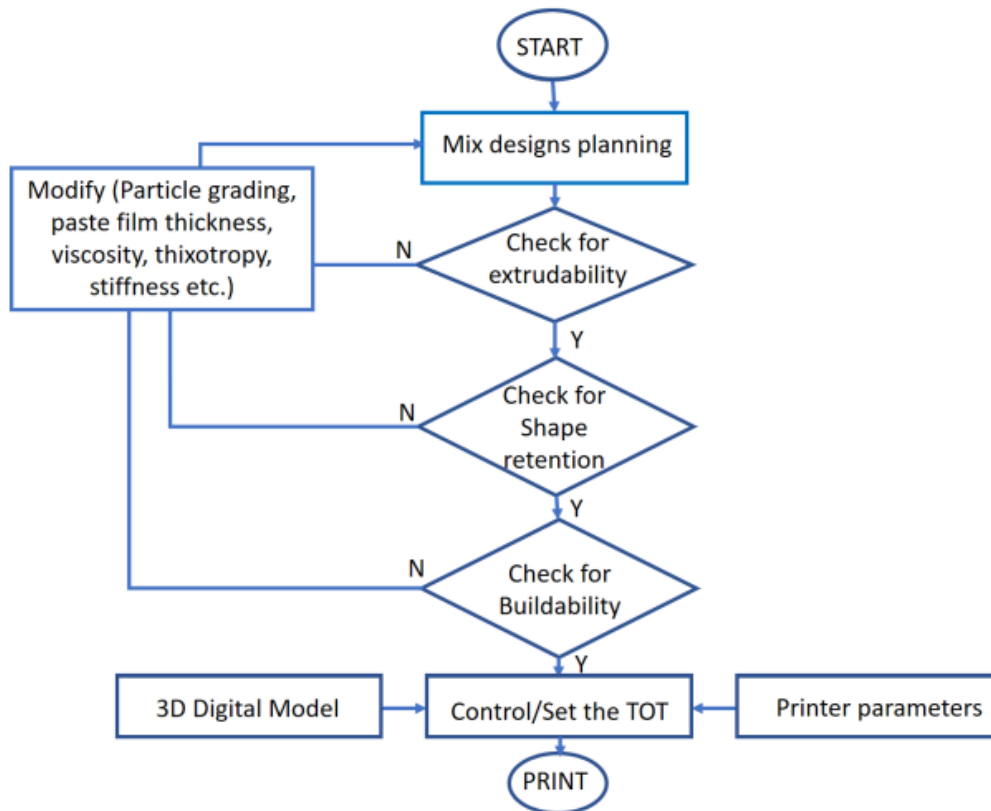 START
Mix designs planning
Modify (Particle grading,
paste film thickness,
viscosity, thixotropy,
stiffness etc.)
N
Check for
extrudability
Y
N
Check for
Shape
retention
Y
N
Check for
Buildability
Y
3D Digital Model
Control/Set the TOT
Printer parameters
PRINT